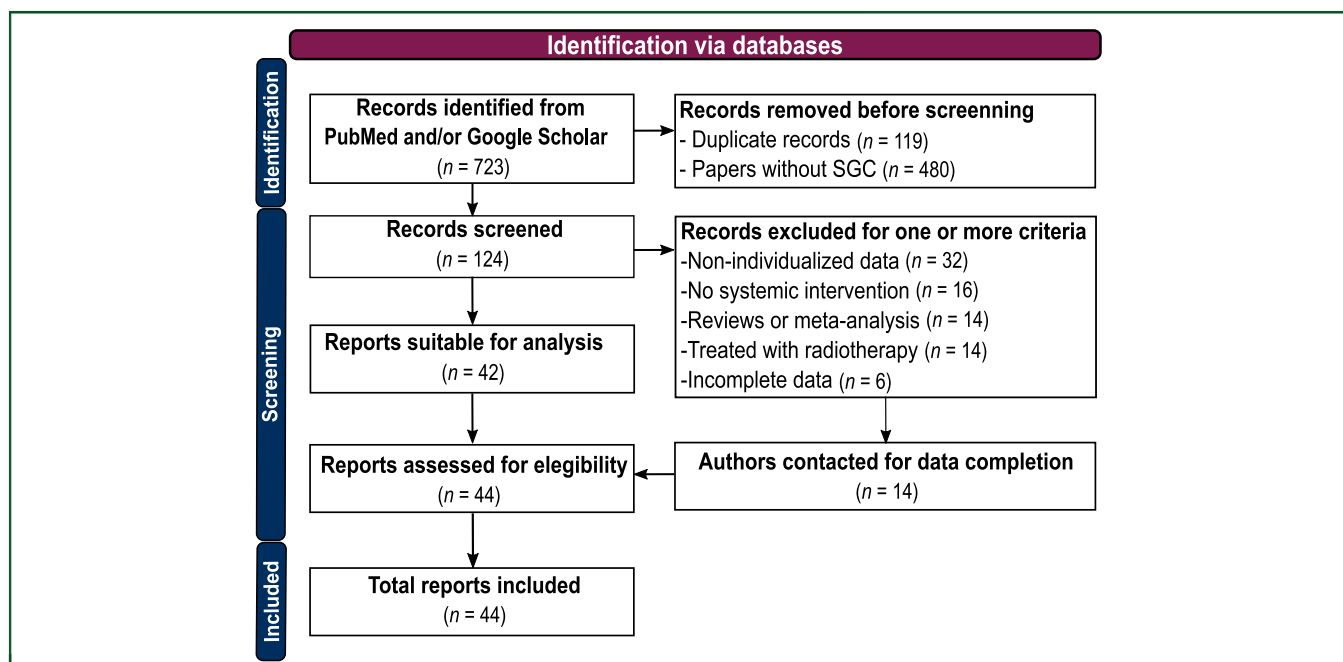 Identification via databases
Identification
Records identified from
PubMed and/or Google Scholar
(n = 723)
Records removed before screenning
- Duplicate records (n = 119)
- Papers without SGC (n = 480)
Screening
Records screened
(n = 124)
Records excluded for one or more criteria
-Non-individualized data (n = 32)
-No systemic intervention (n = 16)
-Reviews or meta-analysis (n = 14)
-Treated with radiotherapy (n = 14)
-Incomplete data (n = 6)
Reports suitable for analysis
(n = 42)
Reports assessed for elegibility
(n = 44)
Authors contacted for data completion
(n = 14)
Included
Total reports included
(n = 44)